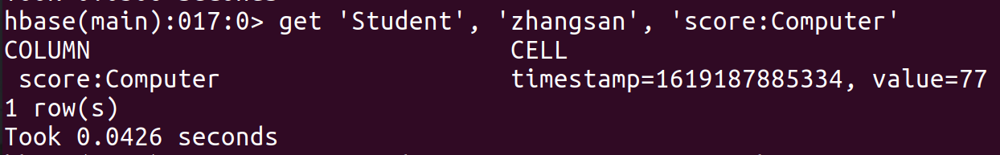 hbase(main):017:0> get 'Student', 'zhangsan', 'score:Computer'
COLUMN CELL
score:Computer timestamp=1619187885334, value=77
1 row(s)
Took 0.0426 seconds